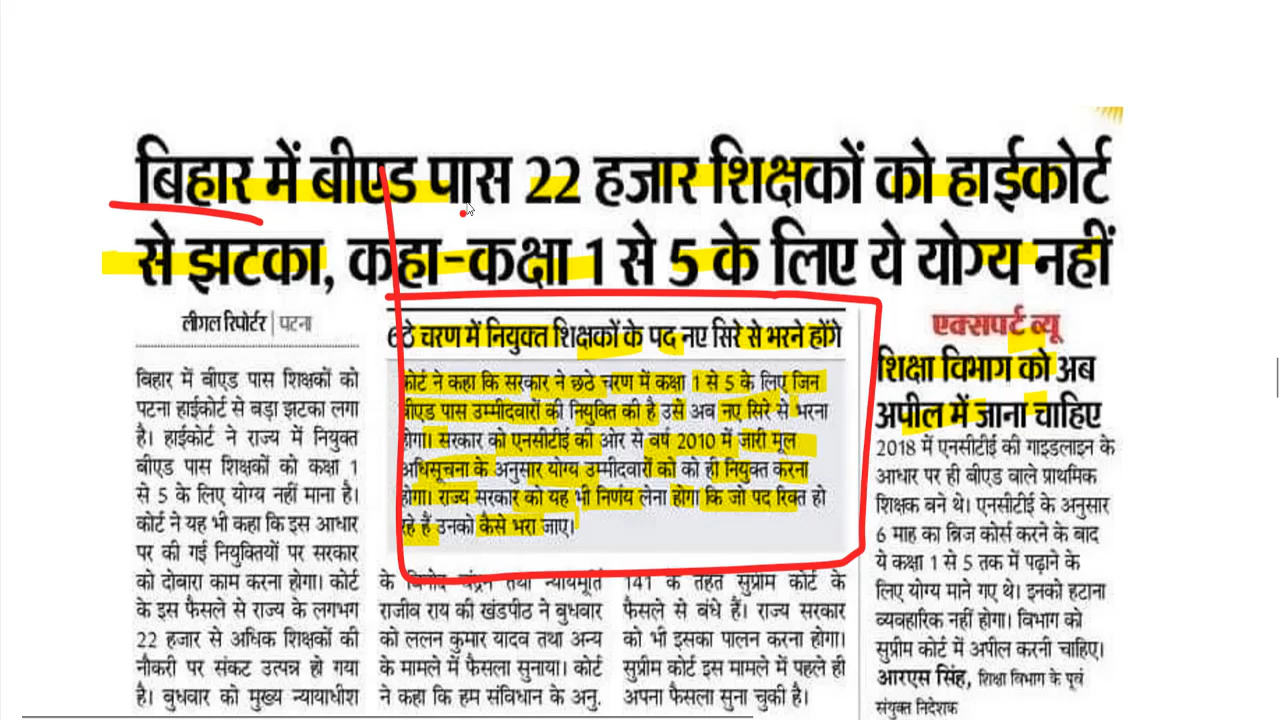 बिहार में बीएड पास 22 हजार शिक्षकों को हाईकोर्ट
से झटका, कहा-कक्षा 1 से 5 के लिए ये योग्य नहीं
लीगल रिपोर्टर | पटना
बिहार में बीएड पास शिक्षकों को
पटना हाईकोर्ट से बड़ा झटका लगा
है। हाईकोर्ट ने राज्य में नियुक्त
बीएड पास शिक्षकों को कक्षा 1
से 5 के लिए योग्य नहीं माना है।
कोर्ट ने यह भी कहा कि इस आधार
पर की गई नियुक्तियों पर सरकार
को दोबारा काम करना होगा। कोर्ट
के इस फैसले से राज्य के लगभग
22 हजार से अधिक शिक्षकों की
नौकरी पर संकट उत्पन्न हो गया
है। बुधवार को मुख्य न्यायाधीश
6ठे चरण में नियुक्त शिक्षकों के पद नए सिरे से भरने होंगे
कोर्ट ने कहा कि सरकार ने छठे चरण में कक्षा 1 से 5 के लिए जिन
बीएड पास उम्मीदवारों की नियुक्ति की है उसे अब नए सिरे से भरना
होगा। सरकार को एनसीटीई की ओर से वर्ष 2010 में जारी मूल
अधिसूचना के अनुसार योग्य उम्मीदवारों को को ही नियुक्त करना
होगा। राज्य सरकार को यह भी निर्णय लेना होगा कि जो पद रिक्त हो
रहे हैं उनको कैसे भरा जाए।
के विनोद चंद्रन तथा न्यायमूर्ति
राजीव राय की खंडपीठ ने बुधवार
को ललन कुमार यादव तथा अन्य
के मामले में फैसला सुनाया। कोर्ट
ने कहा कि हम संविधान के अनु.
141 के तहत सुप्रीम कोर्ट के
फैसले से बंधे हैं। राज्य सरकार
को भी इसका पालन करना होगा।
सुप्रीम कोर्ट इस मामले में पहले ही
अपना फैसला सुना चुकी है।
एक्सपर्ट व्यू
शिक्षा विभाग को अब
अपील में जाना चाहिए
2018 में एनसीटीई की गाइडलाइन के
आधार पर ही बीएड वाले प्राथमिक
शिक्षक बने थे। एनसीटीई के अनुसार
6 माह का ब्रिज कोर्स करने के बाद
ये कक्षा 1 से 5 तक में पढ़ाने के
लिए योग्य माने गए थे। इनको हटाना
व्यवहारिक नहीं होगा। विभाग को
सुप्रीम कोर्ट में अपील करनी चाहिए।
आरएस सिंह, शिक्षा विभाग के पूर्व
संयुक्त निदेशक